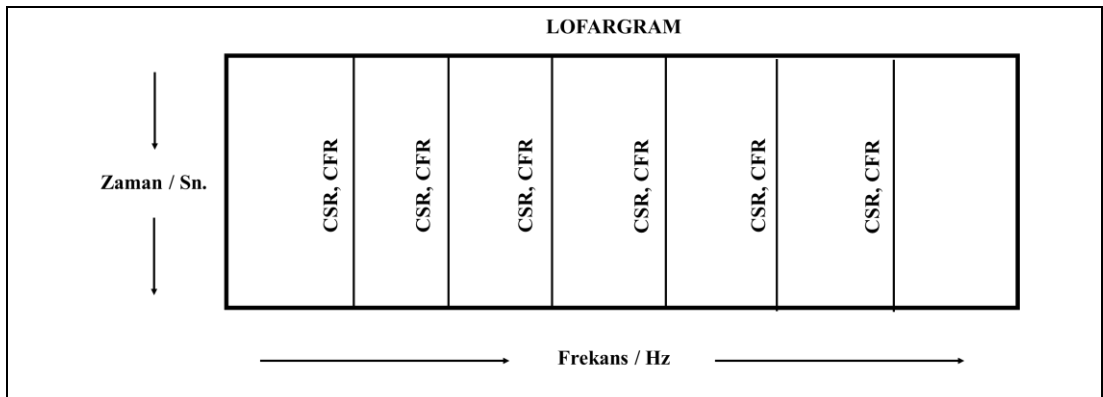 LOFARGRAM
CSR, CFR
CSR, CFR
CSR, CFR
CSR, CFR
CSR, CFR
CSR, CFR
Zaman / Sn.
Frekans / Hz